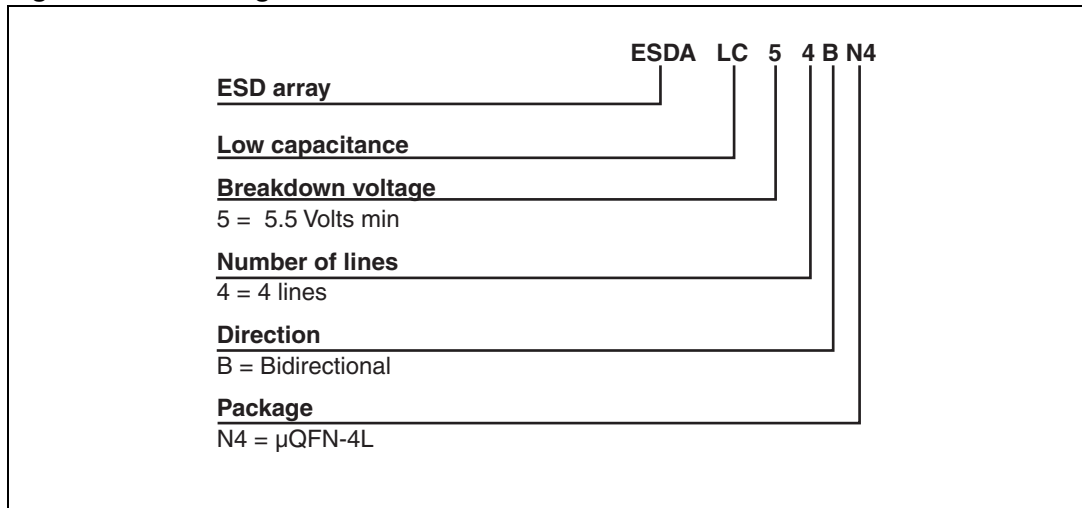 ESDA LC 5 4 B N4
ESD array
Low capacitance
Breakdown voltage
5 = 5.5 Volts min
Number of lines
4 = 4 lines
Direction
B = Bidirectional
Package
N4 = µQFN-4L